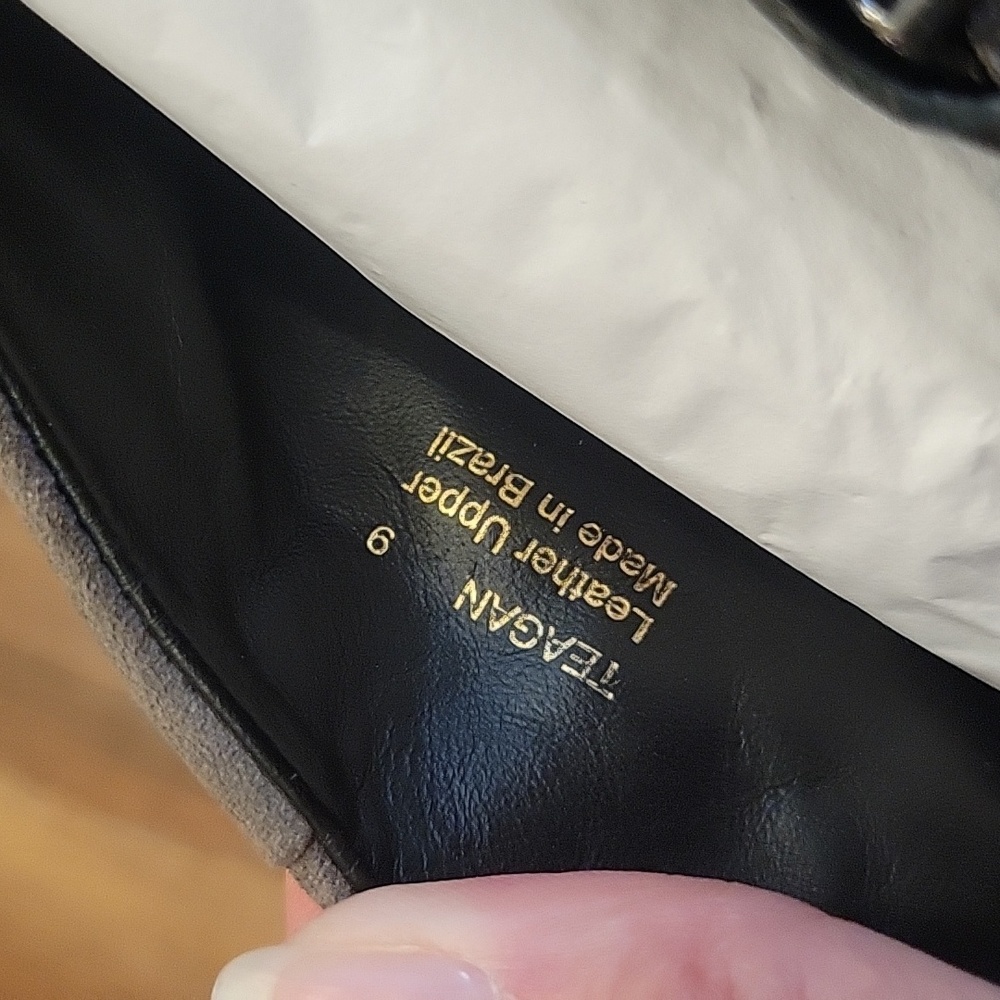 TEAGAN 9
Leather Upper
Made in Brazil